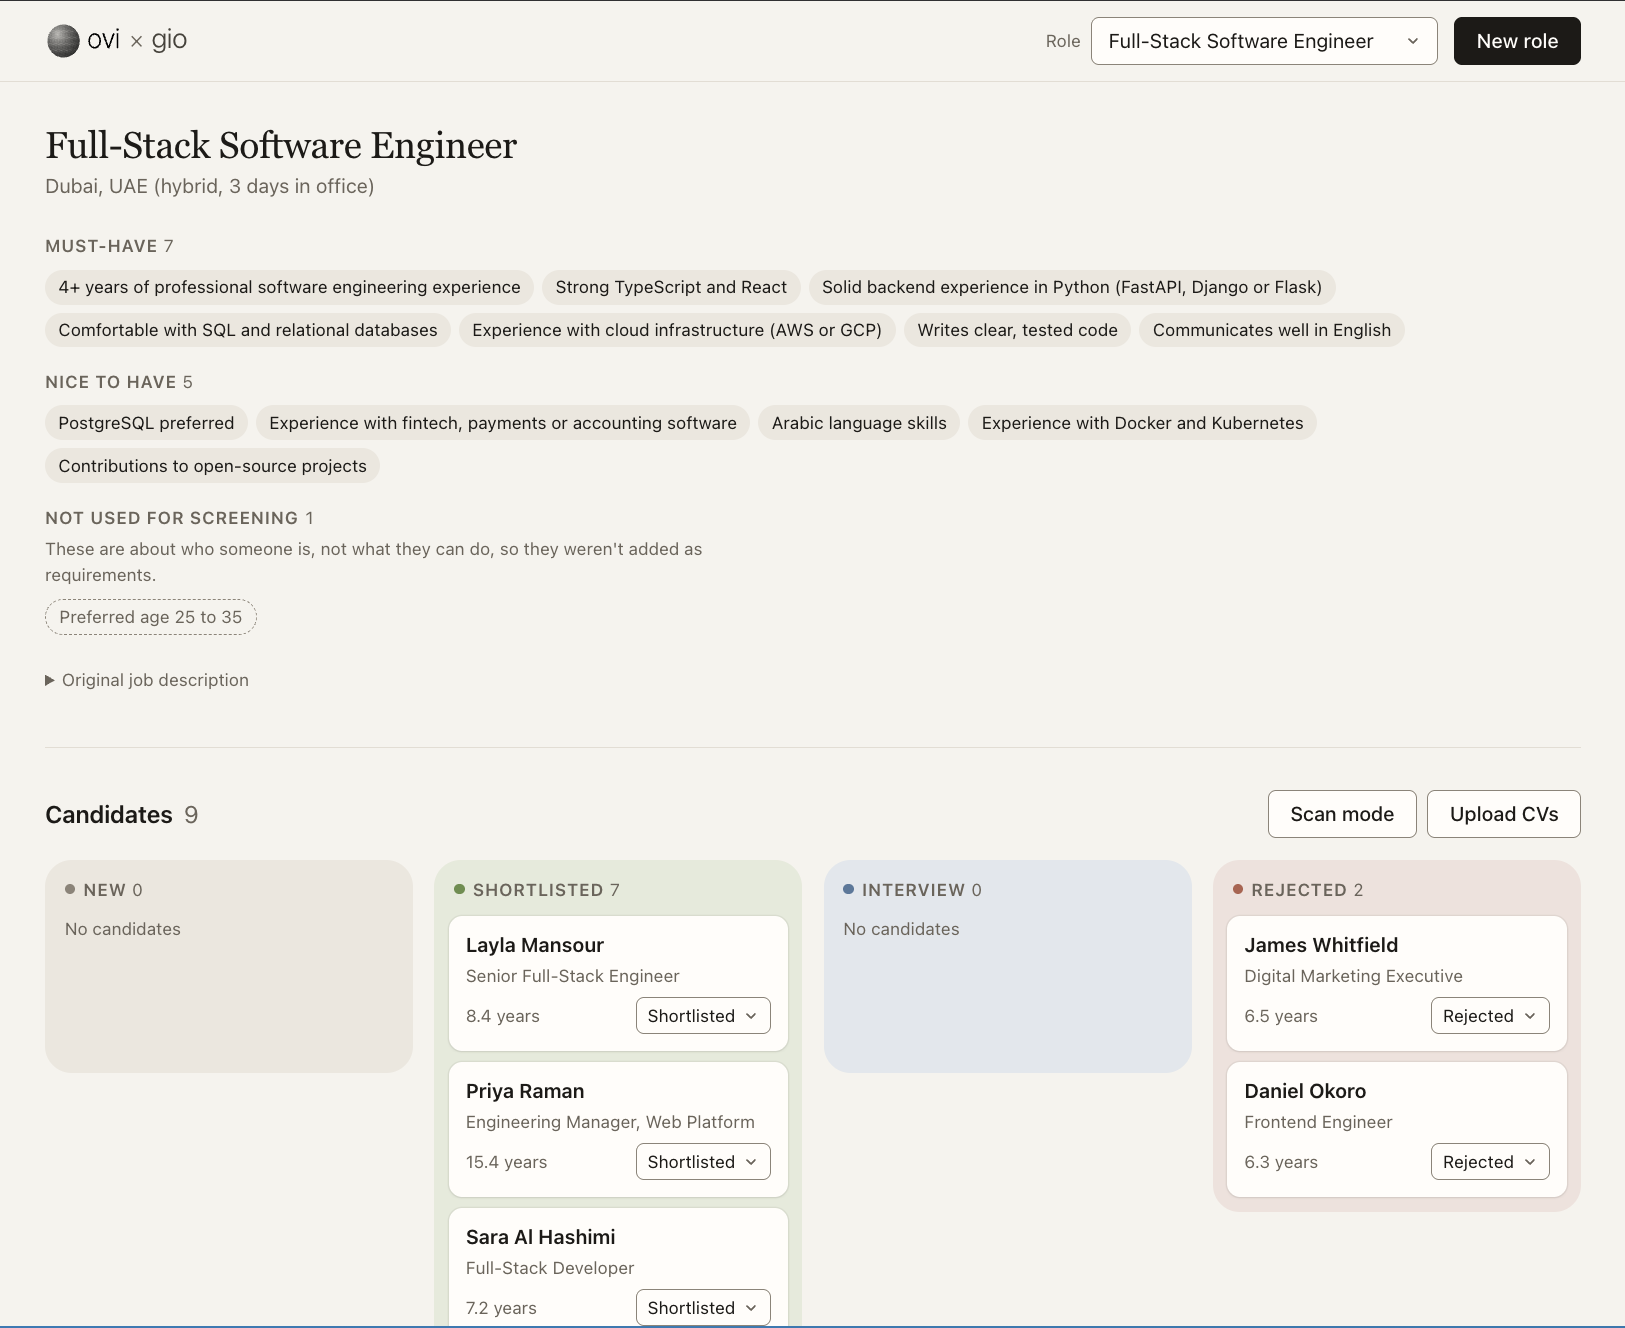 ovi × gio
Role
Full-Stack Software Engineer
New role
Full-Stack Software Engineer
Dubai, UAE (hybrid, 3 days in office)
MUST-HAVE 7
4+ years of professional software engineering experience
Strong TypeScript and React
Solid backend experience in Python (FastAPI, Django or Flask)
Comfortable with SQL and relational databases
Experience with cloud infrastructure (AWS or GCP)
Writes clear, tested code
Communicates well in English
NICE TO HAVE 5
PostgreSQL preferred
Experience with fintech, payments or accounting software
Arabic language skills
Experience with Docker and Kubernetes
Contributions to open-source projects
NOT USED FOR SCREENING 1
These are about who someone is, not what they can do, so they weren't added as
requirements.
Preferred age 25 to 35
Original job description
Candidates 9
Scan mode
Upload CVs
NEW 0
No candidates
SHORTLISTED 7
Layla Mansour
Senior Full-Stack Engineer
8.4 years
Shortlisted
Priya Raman
Engineering Manager, Web Platform
15.4 years
Shortlisted
Sara Al Hashimi
Full-Stack Developer
7.2 years
Shortlisted
INTERVIEW 0
No candidates
REJECTED 2
James Whitfield
Digital Marketing Executive
6.5 years
Rejected
Daniel Okoro
Frontend Engineer
6.3 years
Rejected